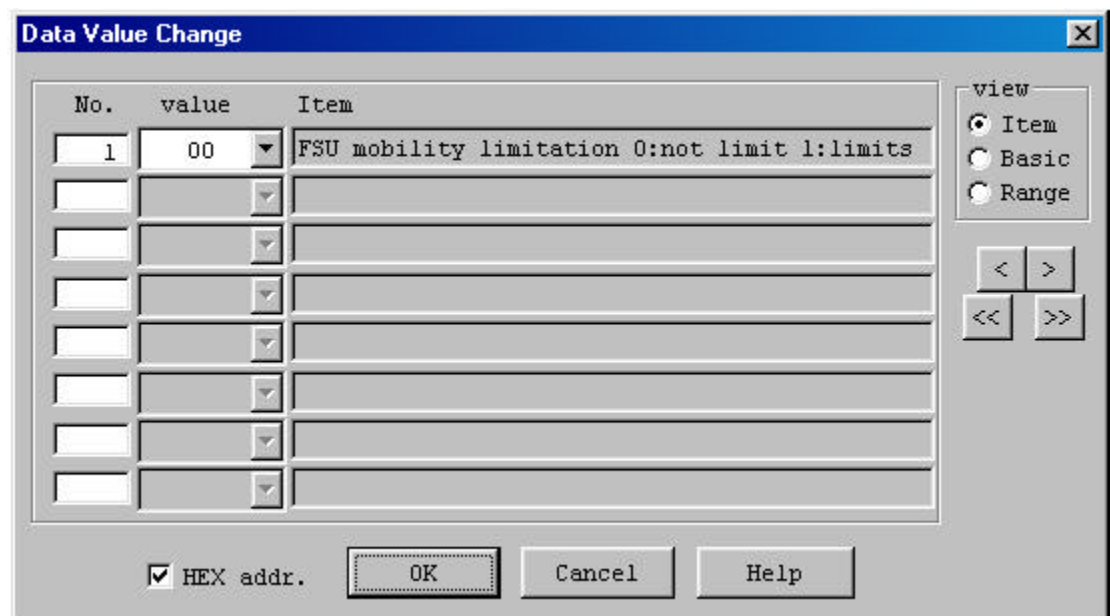 Data Value Change
No. value Item
1 00 FSU mobility limitation 0:not limit 1:limits
view
Item
Basic
Range
< >
<< >>
HEX addr. OK Cancel Help